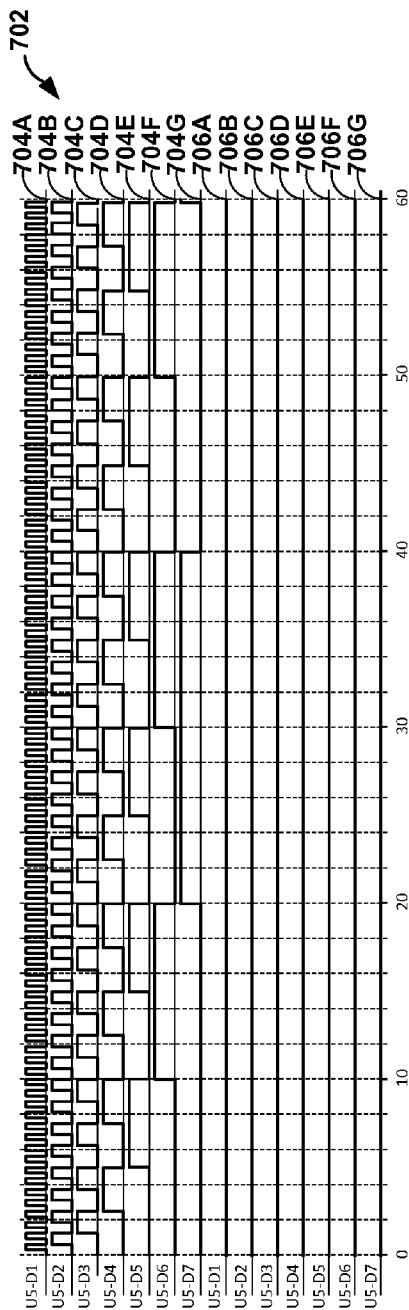 702
704A
704B
704C
704D
704E
704F
704G
706A
706B
706C
706D
706E
706F
706G
U5-D1
U5-D2
U5-D3
U5-D4
U5-D5
U5-D6
U5-D7
U5-D1
U5-D2
U5-D3
U5-D4
U5-D5
U5-D6
U5-D7
0 10 20 30 40 50 60